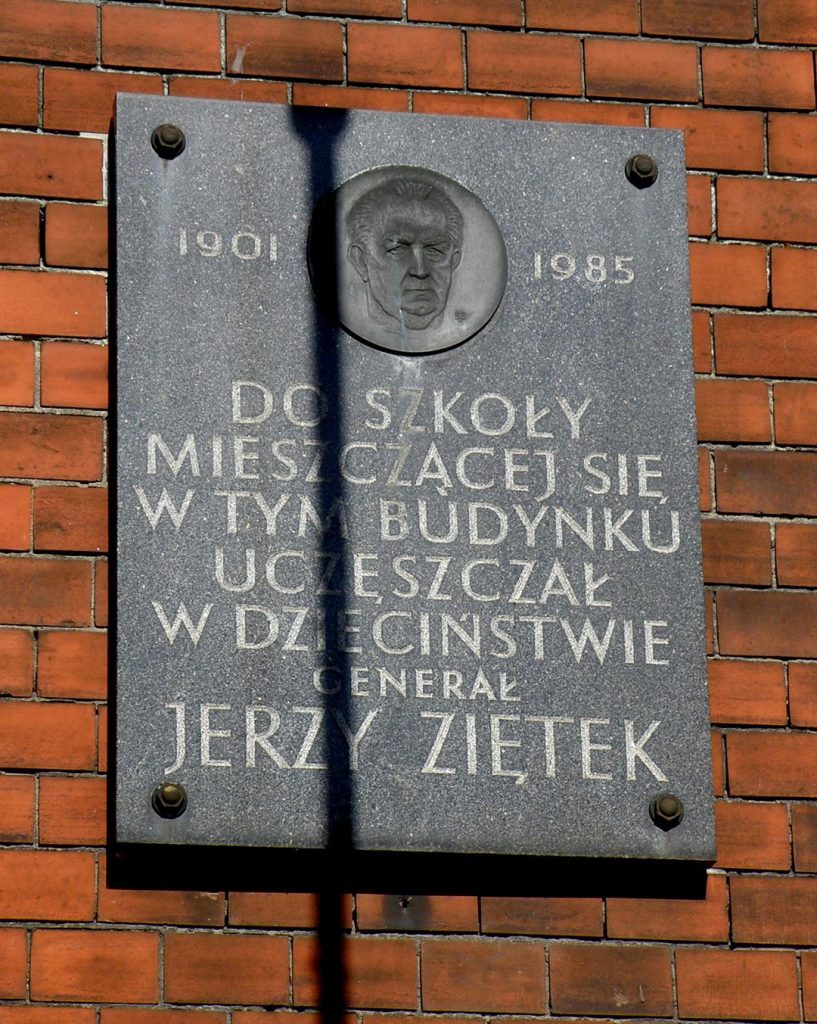 1901 1985
DO SZKOŁY
MIESZCZĄCEJ SIĘ
W TYM BUDYNKU
UCZĘSZCZAŁ
W DZIECIŃSTWIE
GENERAŁ
JERZY ZIĘTEK